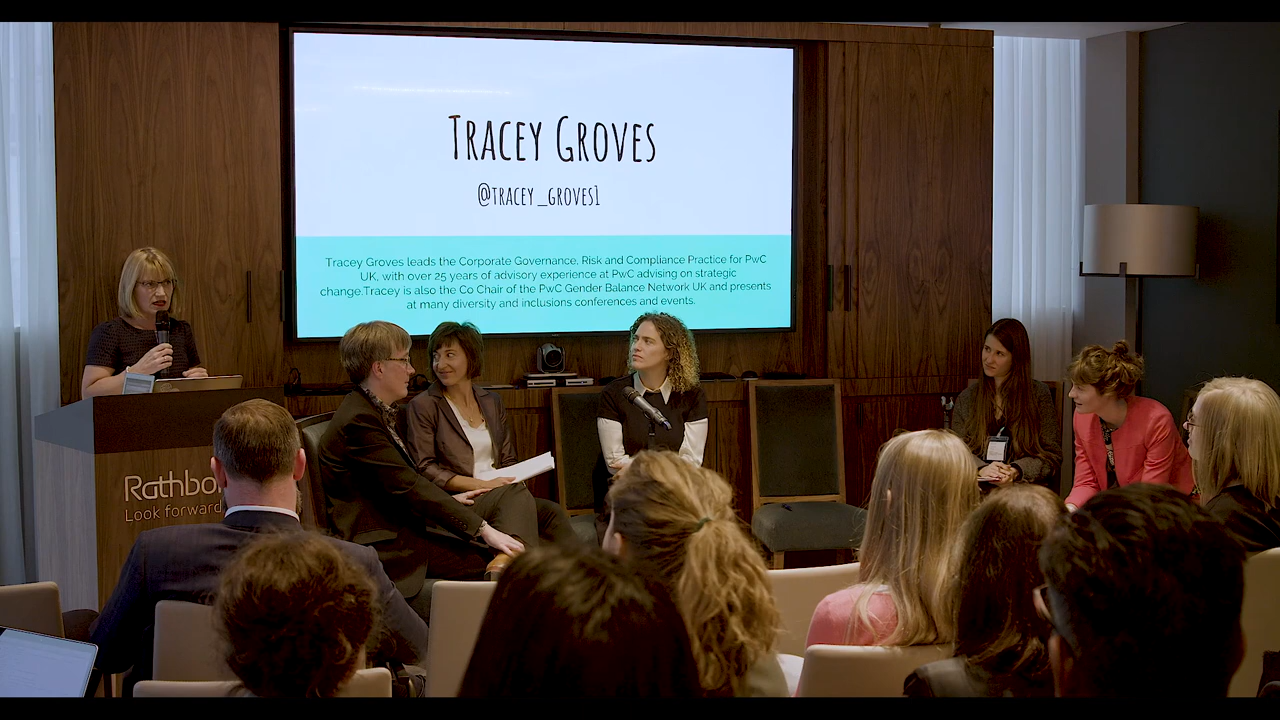 TRACEY GROVES
@TRACEY_GROVES1
Tracey Groves leads the Corporate Governance, Risk and Compliance Practice for PwC
UK, with over 25 years of advisory experience at PwC advising on strategic
change.Tracey is also the Co Chair of the PwC Gender Balance Network UK and presents
at many diversity and inclusions conferences and events.
Look forward